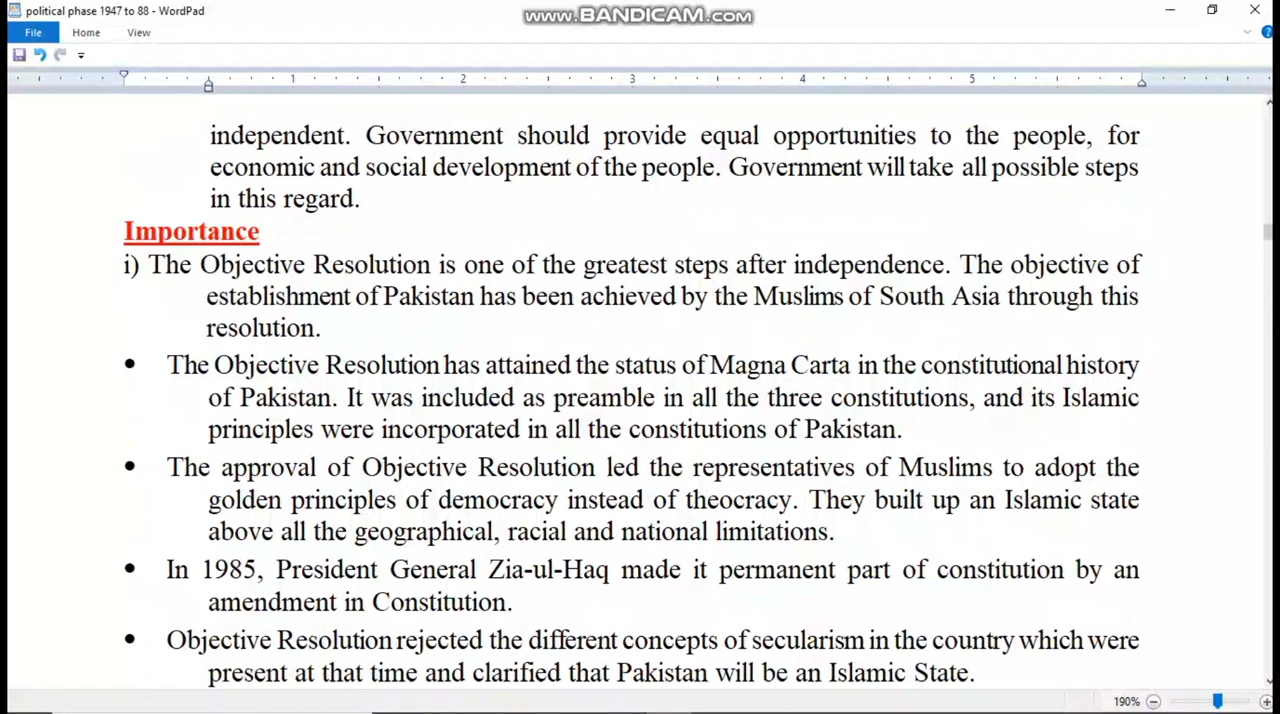 political phase 1947 to 88 - WordPad
www.BANDICAM.com
File Home View
1 2 3 4 5
independent. Government should provide equal opportunities to the people, for
economic and social development of the people. Government will take all possible steps
in this regard.
Importance
i) The Objective Resolution is one of the greatest steps after independence. The objective of
establishment of Pakistan has been achieved by the Muslims of South Asia through this
resolution.
• The Objective Resolution has attained the status of Magna Carta in the constitutional history
of Pakistan. It was included as preamble in all the three constitutions, and its Islamic
principles were incorporated in all the constitutions of Pakistan.
• The approval of Objective Resolution led the representatives of Muslims to adopt the
golden principles of democracy instead of theocracy. They built up an Islamic state
above all the geographical, racial and national limitations.
• In 1985, President General Zia-ul-Haq made it permanent part of constitution by an
amendment in Constitution.
• Objective Resolution rejected the different concepts of secularism in the country which were
present at that time and clarified that Pakistan will be an Islamic State.
190%